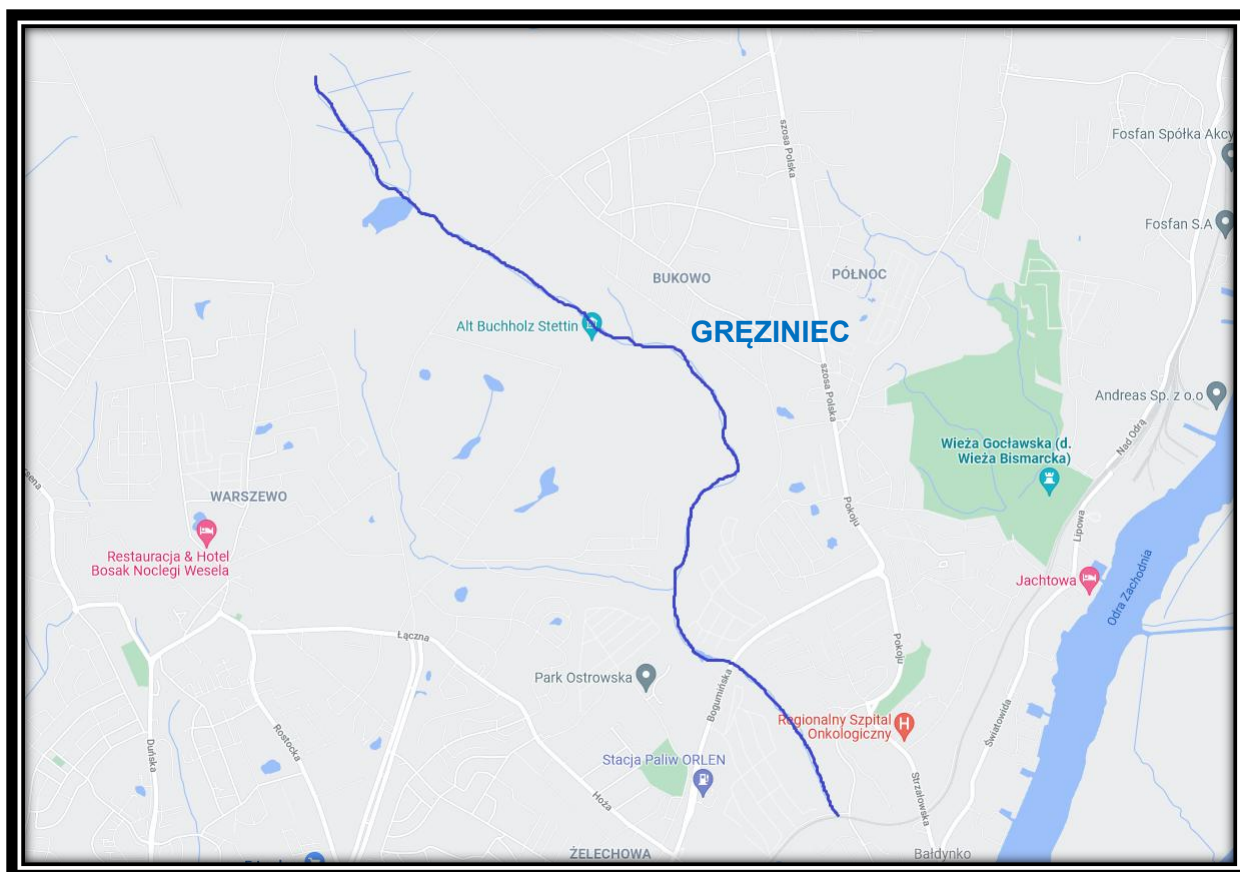 szosa Polska
Fosfan Spółka Akcy
Fosfan S.A
BUKOWO
PÓŁNOC
Alt Buchholz Stettin
GRĘZINIEC
szosa Polska
Andreas Sp. z o.o
Nad Odrą
Wieża Gocławska (d.
Wieża Bismarcka)
WARSZEWO
Pokoju
Lipowa
Restauracja & Hotel
Bosak Noclegi Wesela
Jachtowa
Odra Zachodnia
Łączna
Pokoju
Park Ostrowska
Bogumińska
Światowida
Regionalny Szpital
Onkologiczny
H
Duńska
Rostocka
Stacja Paliw ORLEN
Strzałowska
Hoża
ŻELECHOWA
Bałdynko